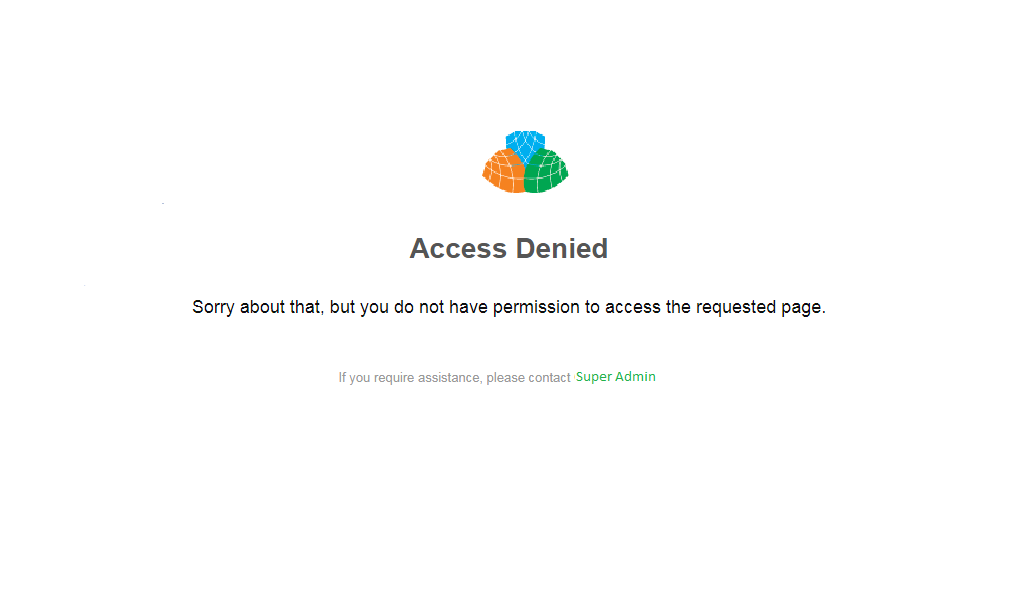 Access Denied
Sorry about that, but you do not have permission to access the requested page.
If you require assistance, please contact Super Admin